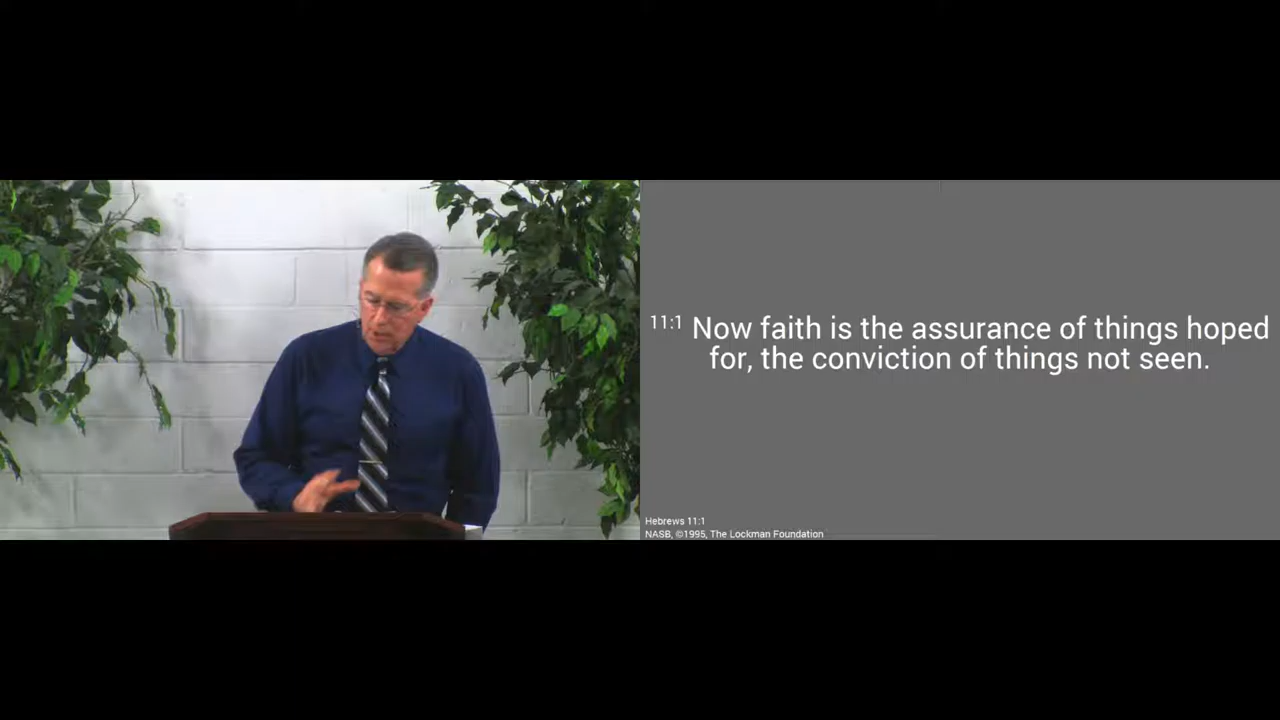 11:1 Now faith is the assurance of things hoped
for, the conviction of things not seen.
Hebrews 11:1
NASB, ©1995, The Lockman Foundation